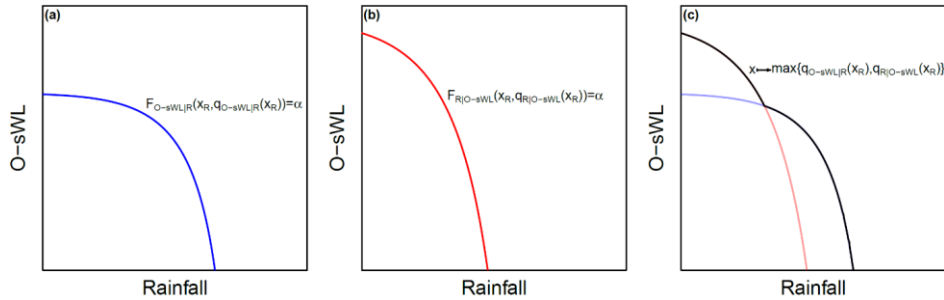 (a)
O−sWL
F_{O−sWL|R}(x_R,q_{O−sWL|R}(x_R))=α
Rainfall
(b)
O−sWL
F_{R|O−sWL}(x_R,q_{R|O−sWL}(x_R))=α
Rainfall
(c)
O−sWL
x↦max{q_{O−sWL|R}(x_R),q_{R|O−sWL}(x_R)}
Rainfall